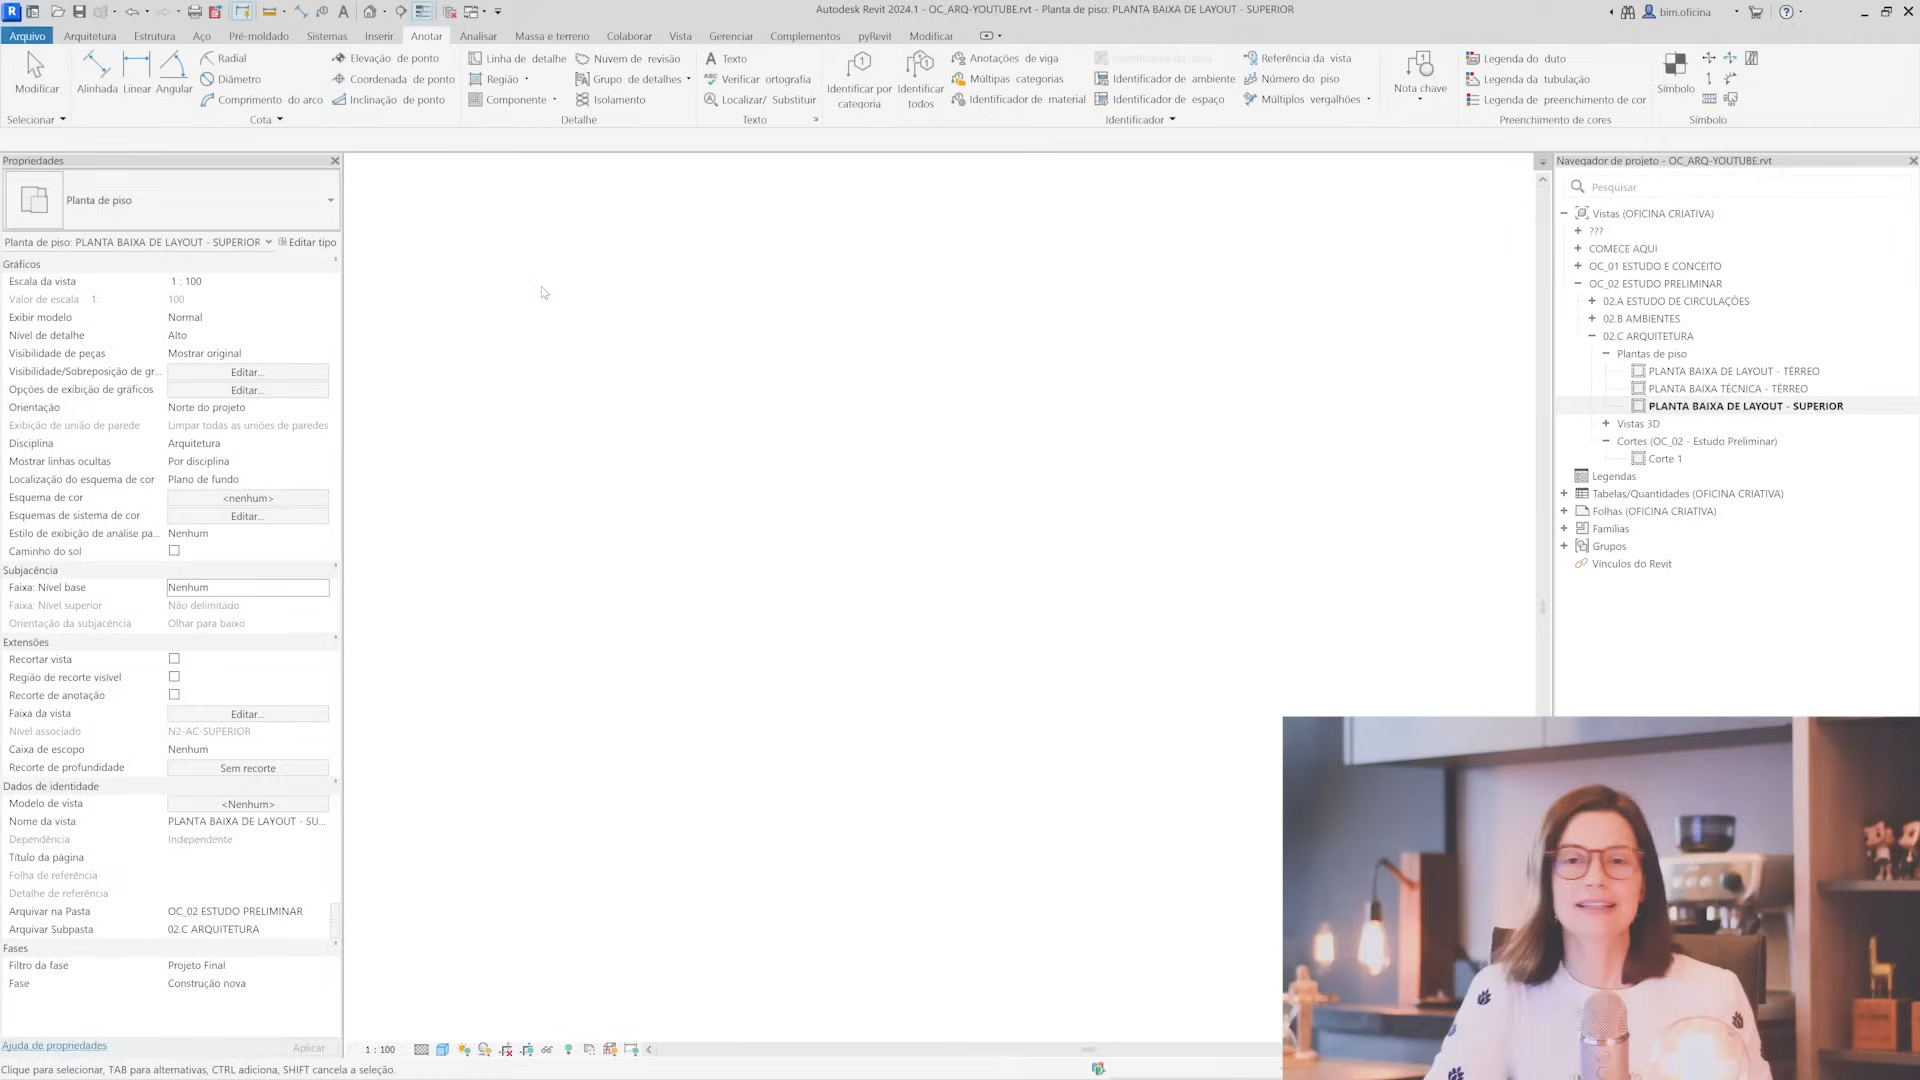 Autodesk Revit 2024.1 - OC_ARQ-YOUTUBE.rvt - Planta de piso: PLANTA BAIXA DE LAYOUT - SUPERIOR
bim.oficina
Arquivo Arquitetura Estrutura Aço Pré-moldado Sistemas Inserir Anotar Analisar Massa e terreno Colaborar Vista Gerenciar Complementos pyRevit Modificar
Modificar
Selecionar
Alinhada Linear Angular
Radial
Diâmetro
Comprimento do arco
Elevação de ponto
Coordenada de ponto
Inclinação de ponto
Cota
Linha de detalhe
Região
Componente
Nuvem de revisão
Grupo de detalhes
Isolamento
Detalhe
Texto
Verificar ortografia
Localizar/ Substituir
Texto
Identificar por categoria
Identificar todos
Anotações de viga
Múltiplas categorias
Identificador de material
Identificador de área
Identificador de ambiente
Identificador de espaço
Referência da vista
Número do piso
Múltiplos vergalhões
Identificador
Nota chave
Legenda do duto
Legenda da tubulação
Legenda de preenchimento de cor
Preenchimento de cores
Símbolo
Símbolo
Propriedades
Planta de piso
Planta de piso: PLANTA BAIXA DE LAYOUT - SUPERIOR
Editar tipo
Gráficos
Escala da vista 1 : 100
Valor de escala 1: 100
Exibir modelo Normal
Nível de detalhe Alto
Visibilidade de peças Mostrar original
Visibilidade/Sobreposição de gr... Editar...
Opções de exibição de gráficos Editar...
Orientação Norte do projeto
Exibição de união de parede Limpar todas as uniões de paredes
Disciplina Arquitetura
Mostrar linhas ocultas Por disciplina
Localização do esquema de cor Plano de fundo
Esquema de cor <nenhum>
Esquemas de sistema de cor Editar...
Estilo de exibição de análise pa... Nenhum
Caminho do sol
Subjacência
Faixa: Nível base Nenhum
Faixa: Nível superior Não delimitado
Orientação da subjacência Olhar para baixo
Extensões
Recortar vista
Região de recorte visível
Recorte de anotação
Faixa da vista Editar...
Nível associado N2-AC-SUPERIOR
Caixa de escopo Nenhum
Recorte de profundidade Sem recorte
Dados de identidade
Modelo de vista <Nenhum>
Nome da vista PLANTA BAIXA DE LAYOUT - SU...
Dependência Independente
Título da página
Folha de referência
Detalhe de referência
Arquivar na Pasta OC_02 ESTUDO PRELIMINAR
Arquivar Subpasta 02.C ARQUITETURA
Fases
Filtro da fase Projeto Final
Fase Construção nova
Ajuda de propriedades Aplicar
1 : 100
Clique para selecionar, TAB para alternativas, CTRL adiciona, SHIFT cancela a seleção.
Navegador de projeto - OC_ARQ-YOUTUBE.rvt
Pesquisar
Vistas (OFICINA CRIATIVA)
???
COMECE AQUI
OC_01 ESTUDO E CONCEITO
OC_02 ESTUDO PRELIMINAR
02.A ESTUDO DE CIRCULAÇÕES
02.B AMBIENTES
02.C ARQUITETURA
Plantas de piso
PLANTA BAIXA DE LAYOUT - TÉRREO
PLANTA BAIXA TÉCNICA - TÉRREO
PLANTA BAIXA DE LAYOUT - SUPERIOR
Vistas 3D
Cortes (OC_02 - Estudo Preliminar)
Corte 1
Legendas
Tabelas/Quantidades (OFICINA CRIATIVA)
Folhas (OFICINA CRIATIVA)
Famílias
Grupos
Vínculos do Revit